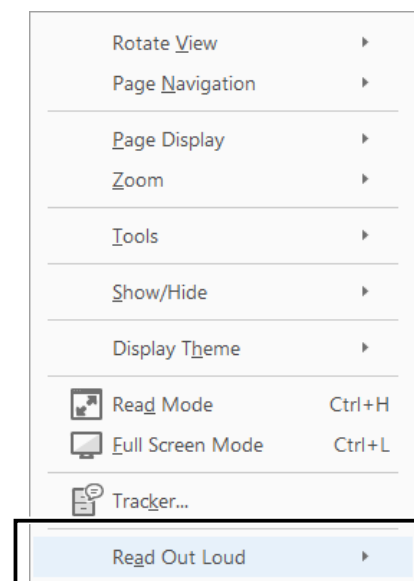 Rotate View
Page Navigation
Page Display
Zoom
Tools
Show/Hide
Display Theme
Read Mode Ctrl+H
Full Screen Mode Ctrl+L
Tracker...
Read Out Loud